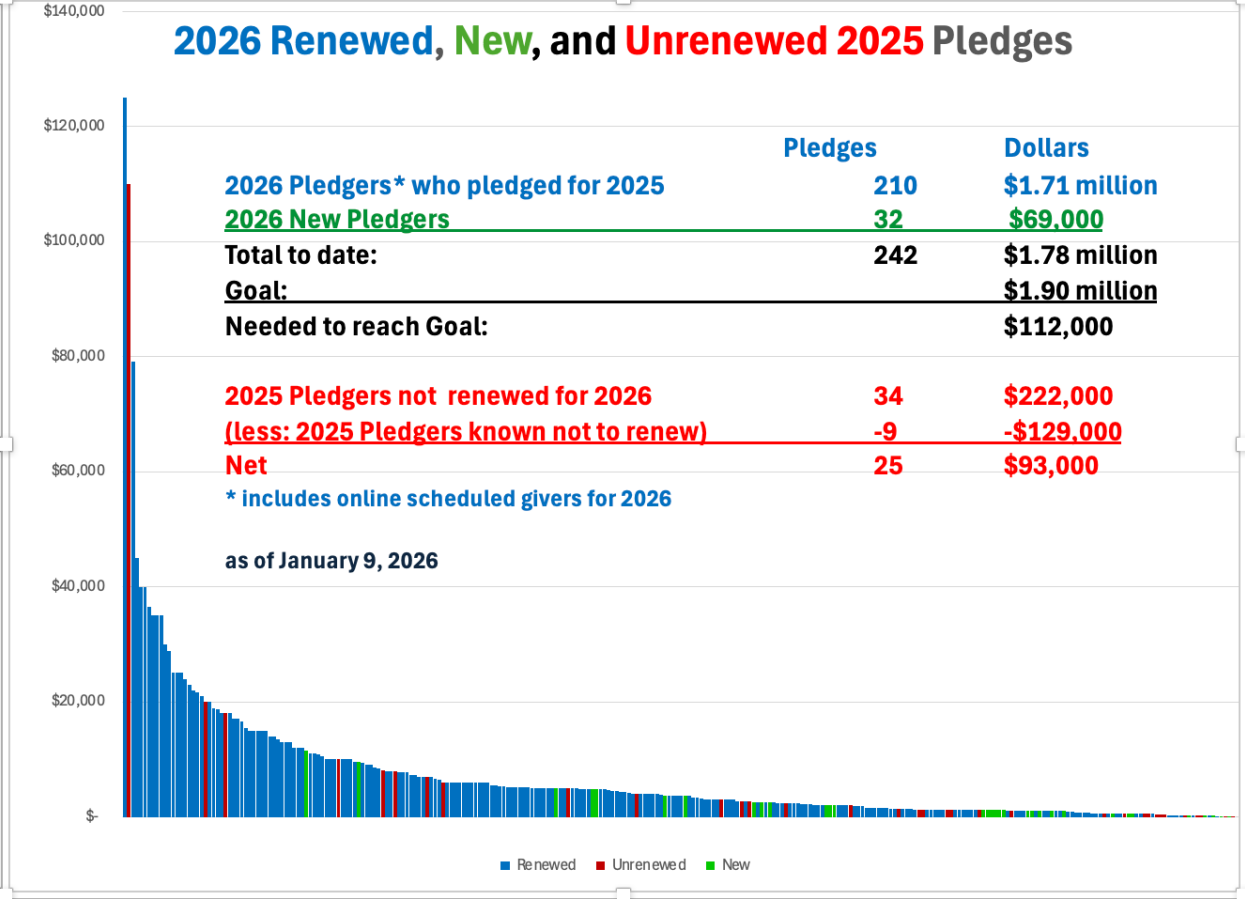 $140,000
2026 Renewed, New, and Unrenewed 2025 Pledges
$120,000
Pledges Dollars
2026 Pledgers* who pledged for 2025 210 $1.71 million
2026 New Pledgers 32 $69,000
$100,000
Total to date: 242 $1.78 million
Goal: $1.90 million
Needed to reach Goal: $112,000
$80,000
2025 Pledgers not renewed for 2026 34 $222,000
(less: 2025 Pledgers known not to renew) -9 -$129,000
Net 25 $93,000
$60,000
* includes online scheduled givers for 2026
as of January 9, 2026
$40,000
$20,000
$-
Renewed Unrenewed New